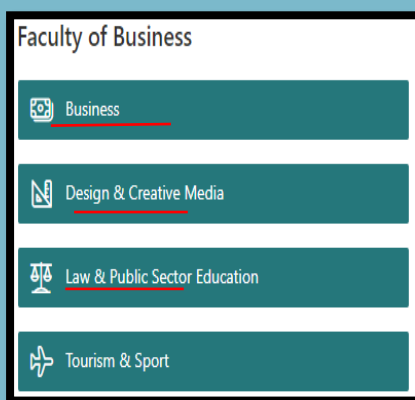 Faculty of Business
Business
Design & Creative Media
Law & Public Sector Education
Tourism & Sport